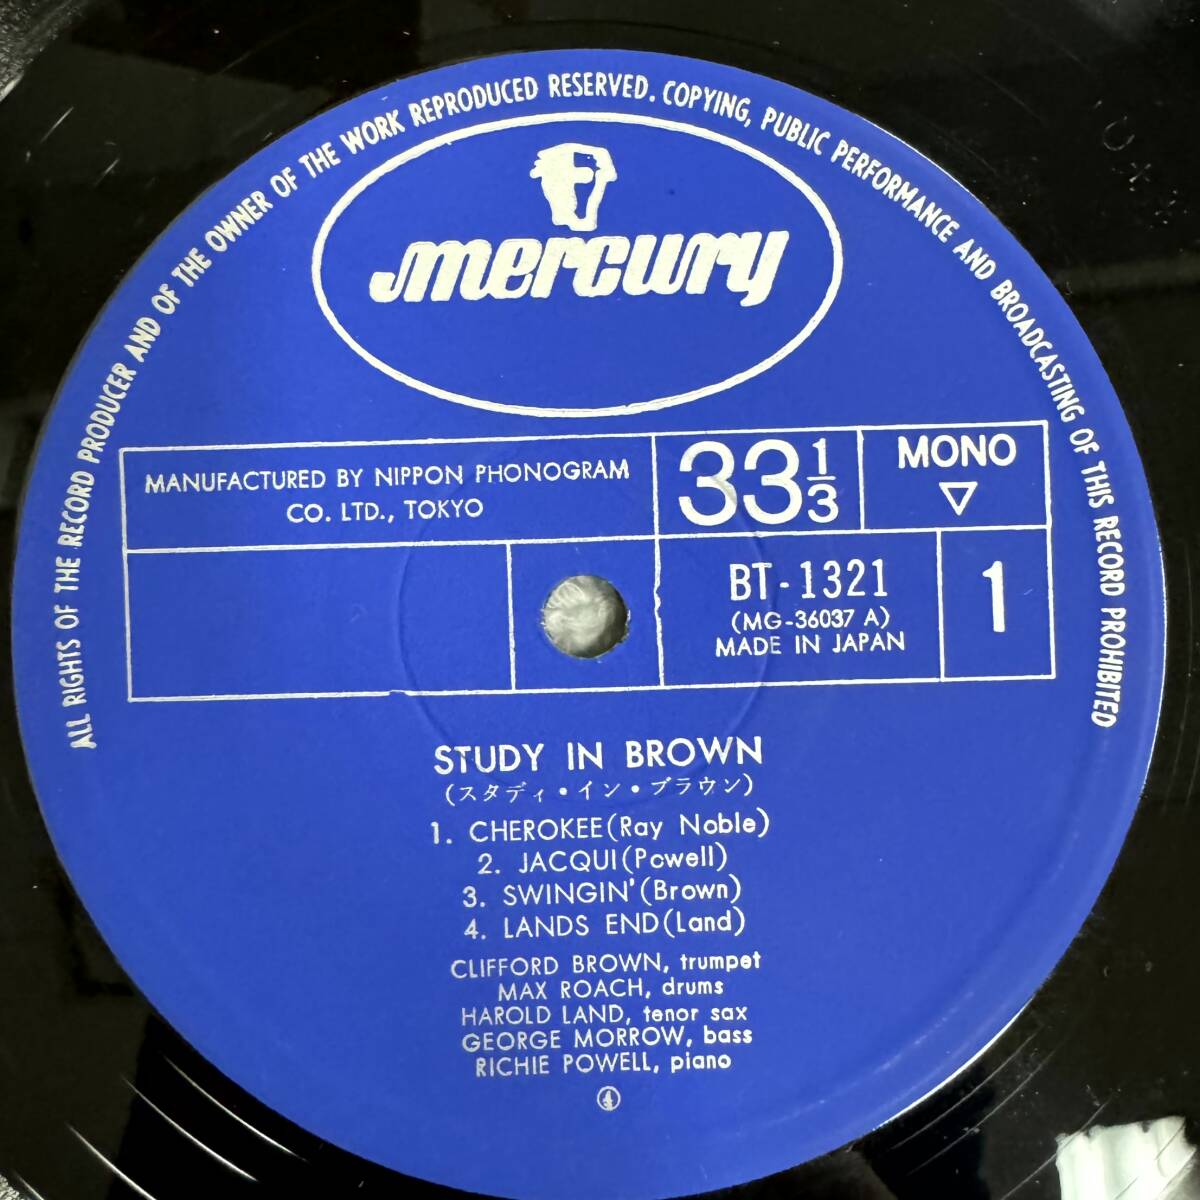 ALL RIGHTS OF THE RECORD PRODUCER AND OF THE OWNER OF THE WORK REPRODUCED RESERVED. COPYING, PUBLIC PERFORMANCE AND BROADCASTING OF THIS RECORD PROHIBITED
mercury
MANUFACTURED BY NIPPON PHONOGRAM
CO. LTD., TOKYO
33 1/3
MONO
▽
BT-1321
(MG-36037 A)
MADE IN JAPAN
1
STUDY IN BROWN
(スタディ・イン・ブラウン)
1. CHEROKEE(Ray Noble)
2. JACQUI(Powell)
3. SWINGIN'(Brown)
4. LANDS END(Land)
CLIFFORD BROWN, trumpet
MAX ROACH, drums
HAROLD LAND, tenor sax
GEORGE MORROW, bass
RICHIE POWELL, piano